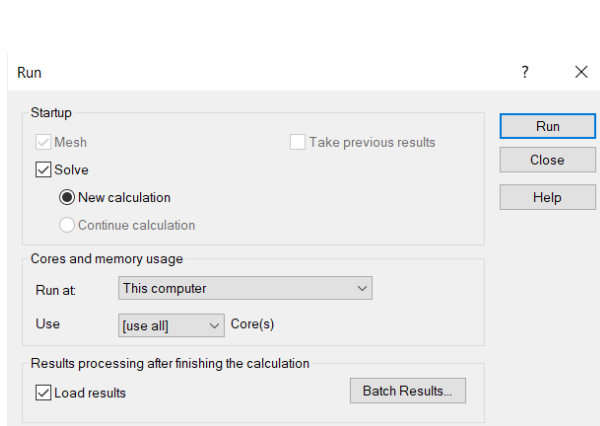 Run ?
Startup
Mesh Take previous results
Solve
New calculation
Continue calculation
Run
Close
Help
Cores and memory usage
Run at: This computer
Use [use all] Core(s)
Results processing after finishing the calculation
Load results Batch Results...